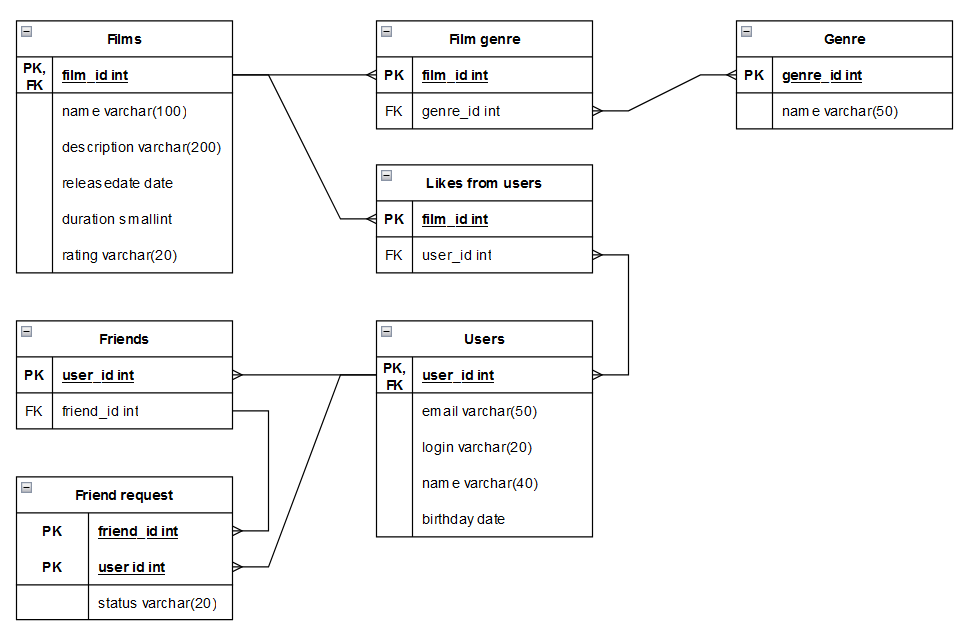 Films
PK, FK film_id int
name varchar(100)
description varchar(200)
releasedate date
duration smallint
rating varchar(20)
Film genre
PK film_id int
FK genre_id int
Genre
PK genre_id int
name varchar(50)
Likes from users
PK film_id int
FK user_id int
Friends
PK user_id int
FK friend_id int
Users
PK, FK user_id int
email varchar(50)
login varchar(20)
name varchar(40)
birthday date
Friend request
PK friend_id int
PK user id int
status varchar(20)